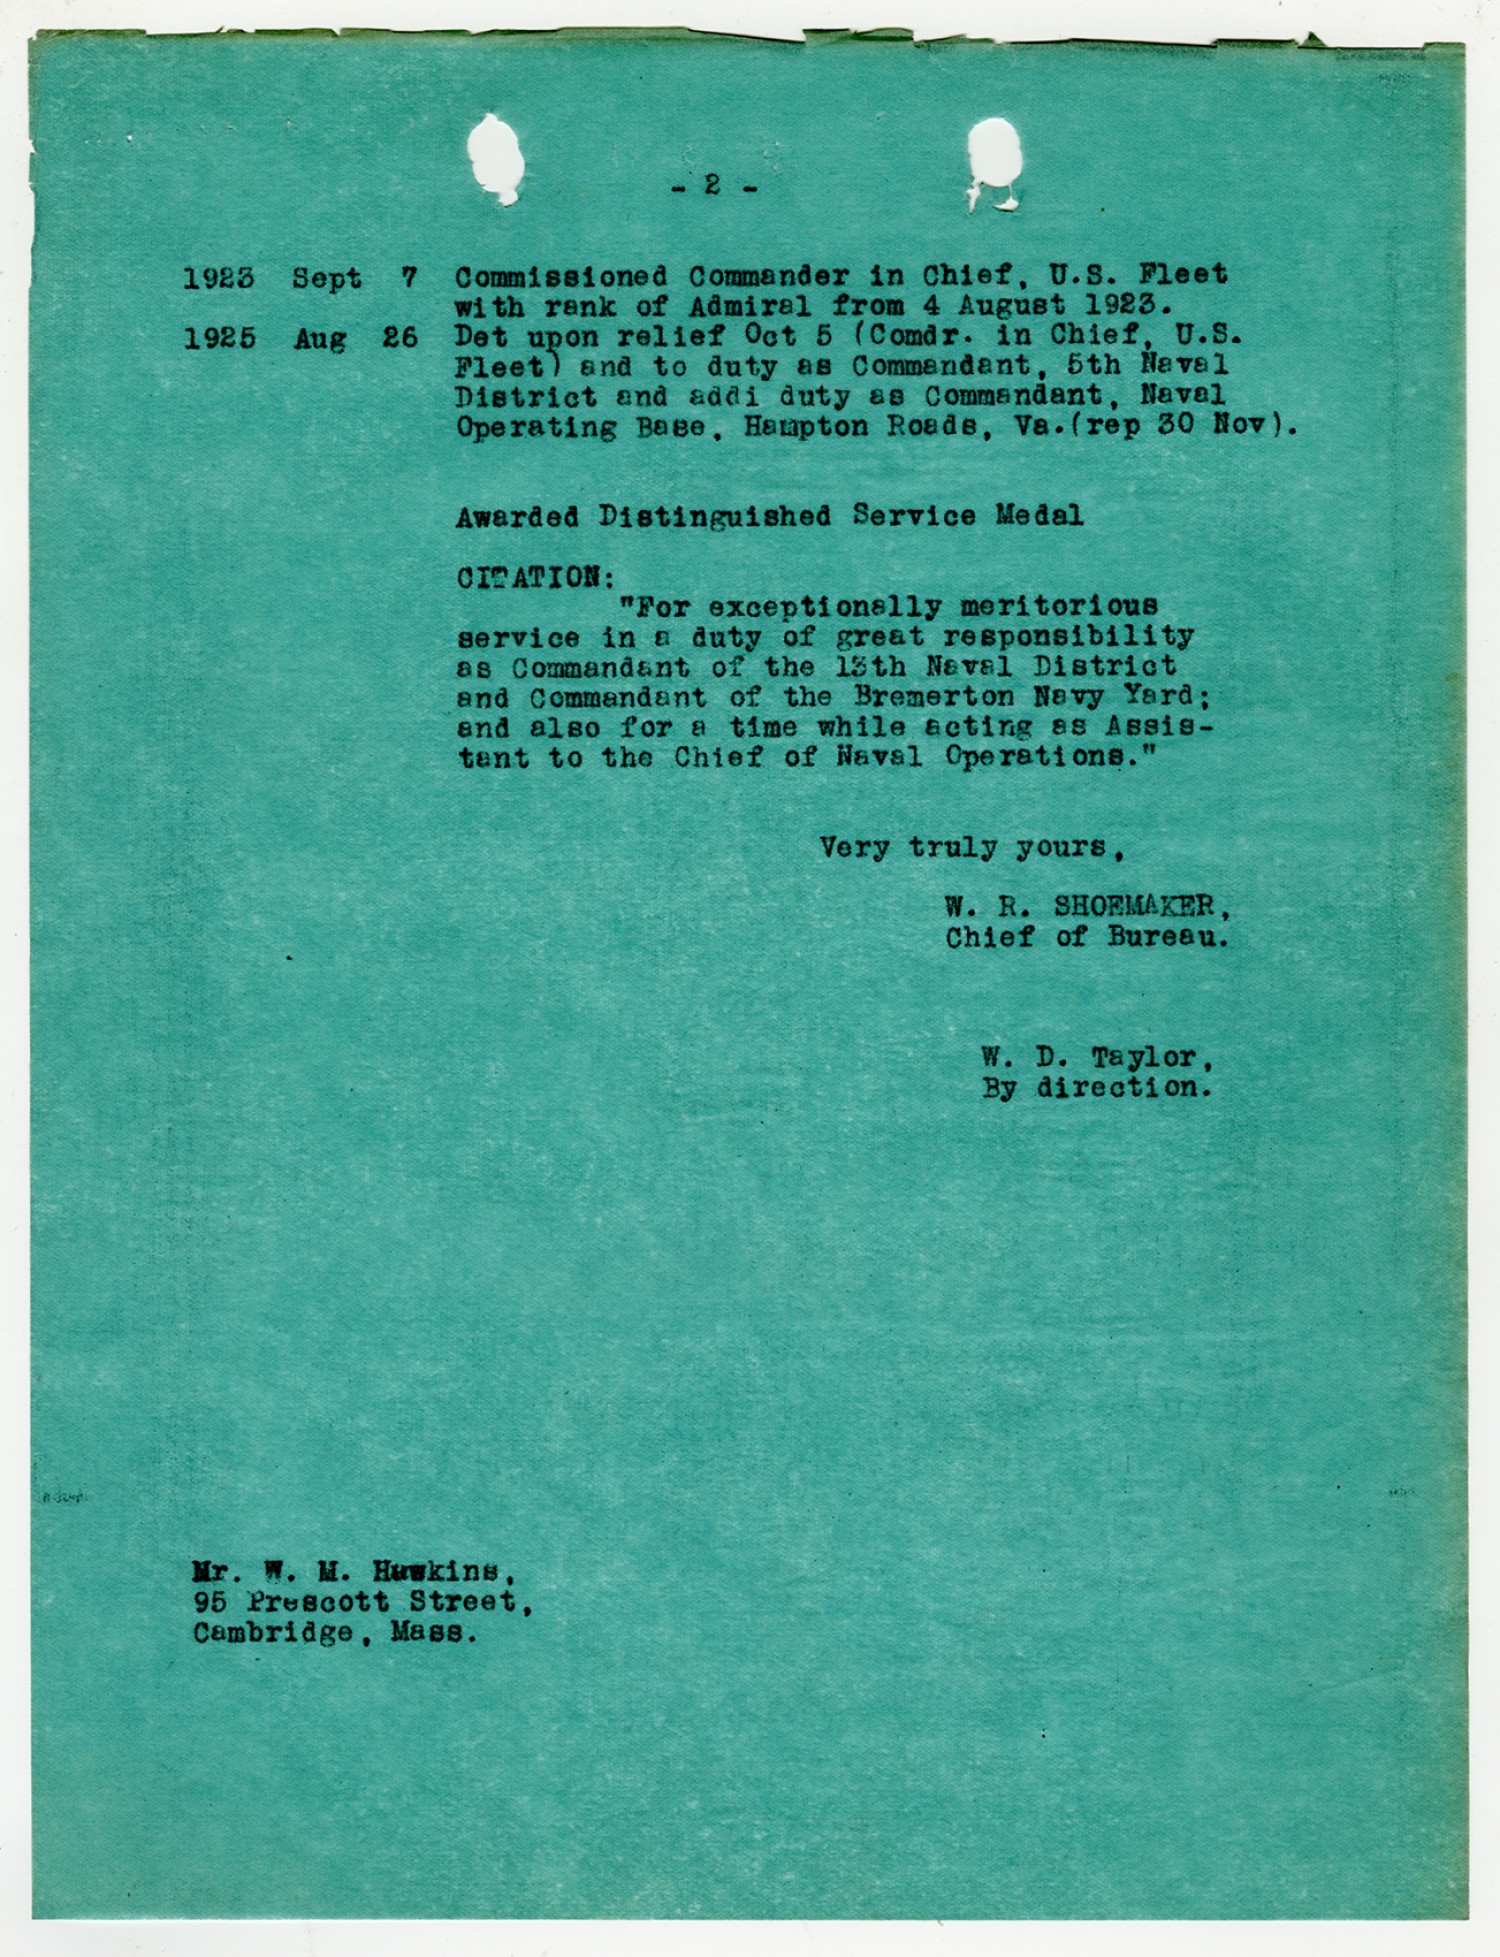 - 2 -
1923 Sept 7 Commissioned Commander in Chief, U.S. Fleet
with rank of Admiral from 4 August 1923.
1925 Aug 26 Det upon relief Oct 5 (Comdr. in Chief, U.S.
Fleet) and to duty as Commandant, 5th Naval
District and addi duty as Commandant, Naval
Operating Base, Hampton Roads, Va.(rep 30 Nov).
Awarded Distinguished Service Medal
CITATION:
"For exceptionally meritorious
service in a duty of great responsibility
as Commandant of the 13th Naval District
and Commandant of the Bremerton Navy Yard;
and also for a time while acting as Assis-
tant to the Chief of Naval Operations."
Very truly yours,
W. R. SHOEMAKER,
Chief of Bureau.
W. D. Taylor,
By direction.
Mr. W. M. Hawkins,
95 Prescott Street,
Cambridge, Mass.